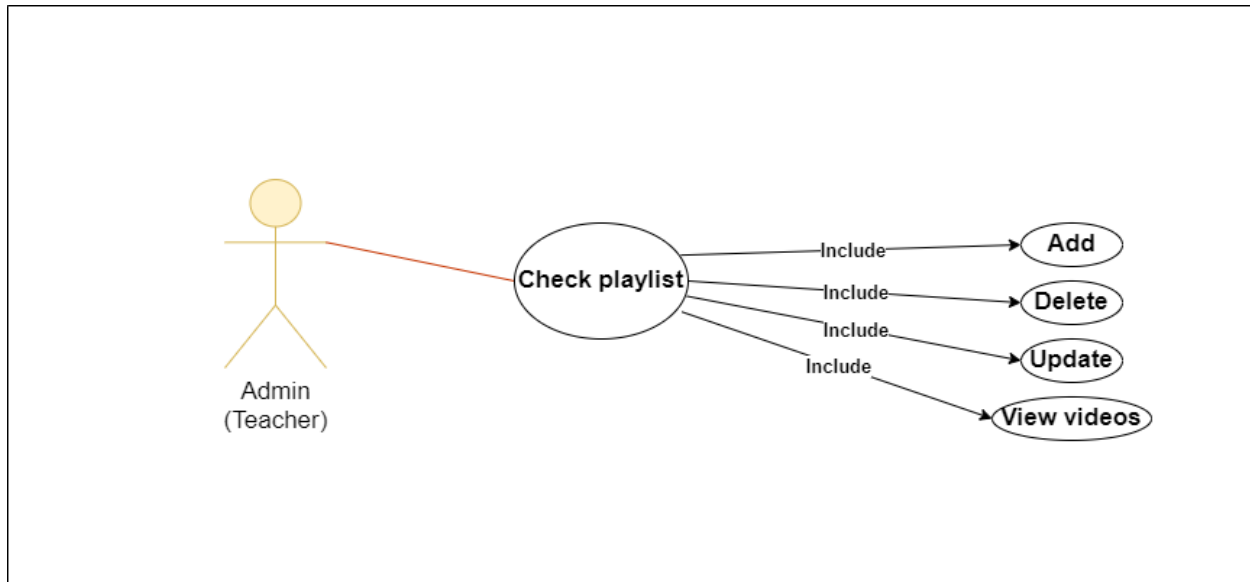 Check playlist
Include
Add
Include
Delete
Include
Update
Include
View videos
Admin
(Teacher)